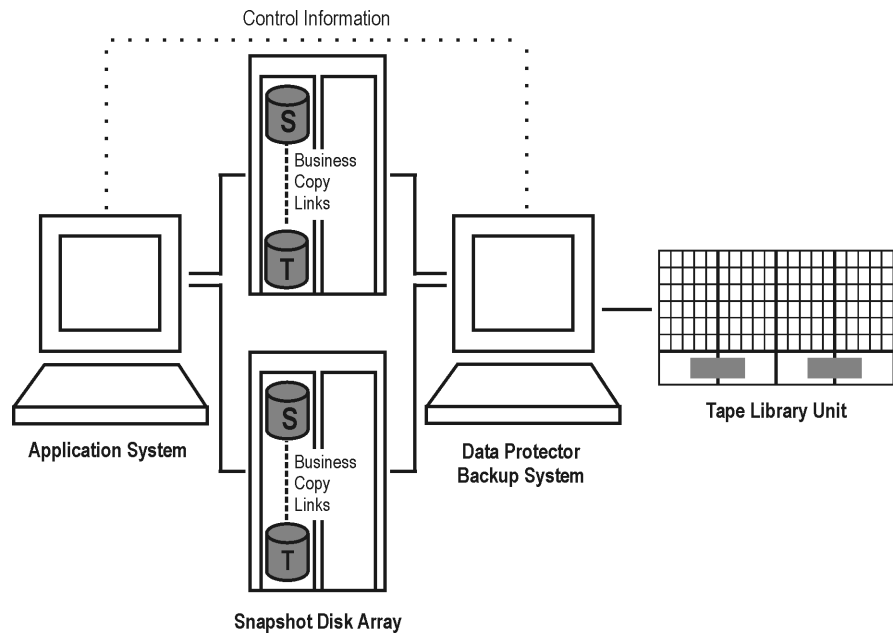 Control Information
S
Business
Copy
Links
T
Application System
S
Business
Copy
Links
T
Snapshot Disk Array
Data Protector
Backup System
Tape Library Unit